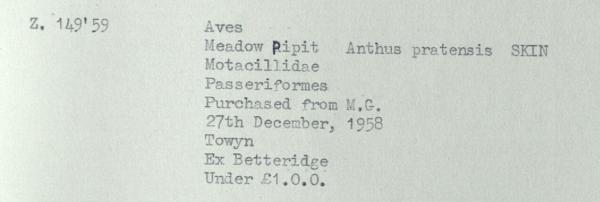 Z. 149'59 Aves
Meadow Pipit Anthus pratensis SKIN
Motacillidae
Passeriformes
Purchased from M.G.
27th December, 1958
Towyn
Ex Betteridge
Under £1.0.0.